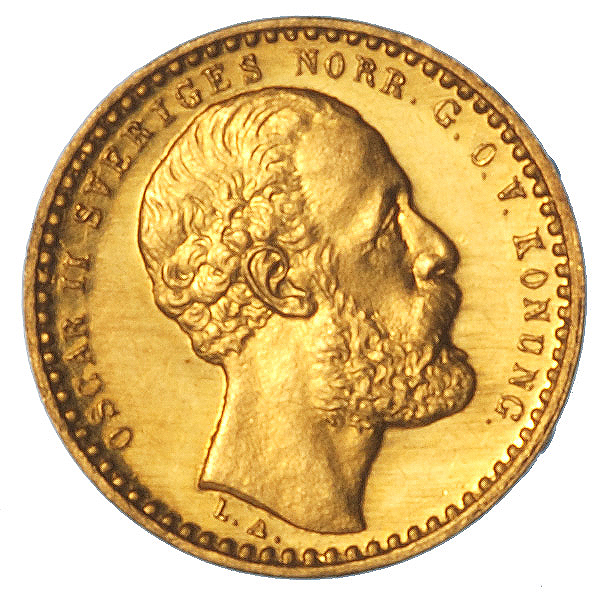 OSCAR II SVERIGES NORR. G. O. V. KONUNG
L. A.